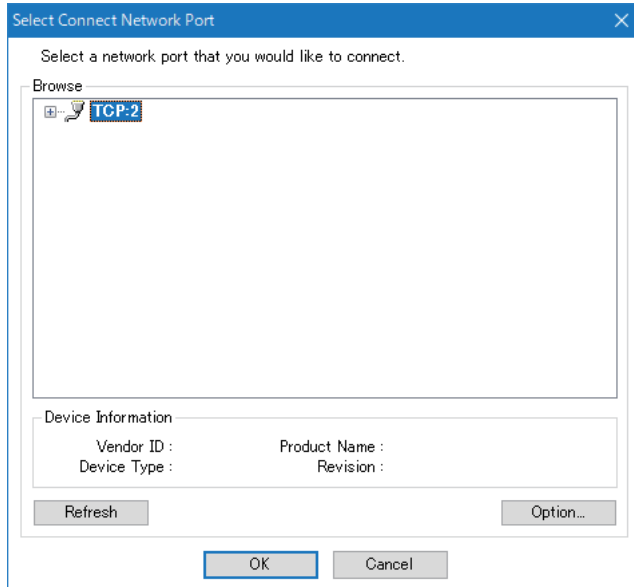 Select Connect Network Port
Select a network port that you would like to connect.
Browse
TCP:2
Device Information
Vendor ID : Product Name :
Device Type : Revision :
Refresh Option...
OK Cancel